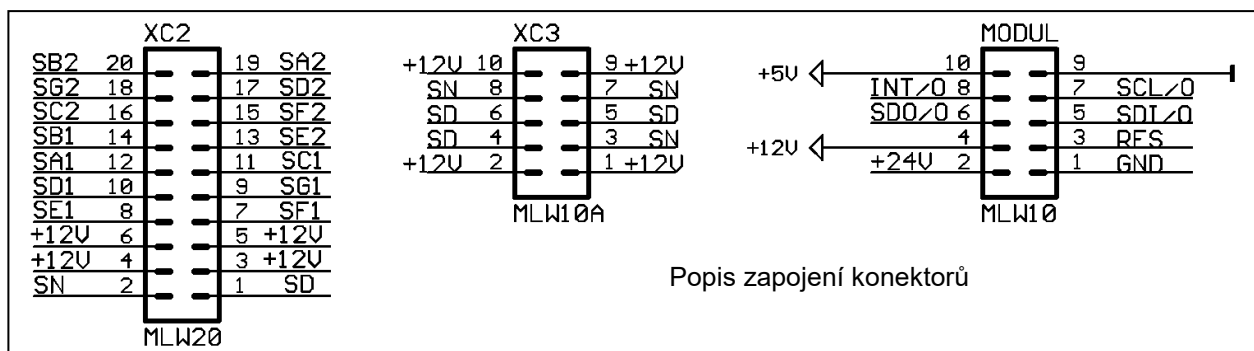 XC2 XC3 MODUL
SB2 20 19 SA2 +12V 10 9 +12V +5V 10 9
SG2 18 17 SD2 SN 8 7 SN INT/O 8 7 SCL/O
SC2 16 15 SF2 SD 6 5 SD SDO/O 6 5 SDI/O
SB1 14 13 SE2 SD 4 3 SN +12V 4 3 RES
SA1 12 11 SC1 +12V 2 1 +12V +24V 2 1 GND
SD1 10 9 SG1 MLW10A MLW10
SE1 8 7 SF1
+12V 6 5 +12V
+12V 4 3 +12V Popis zapojení konektorů
SN 2 1 SD
MLW20